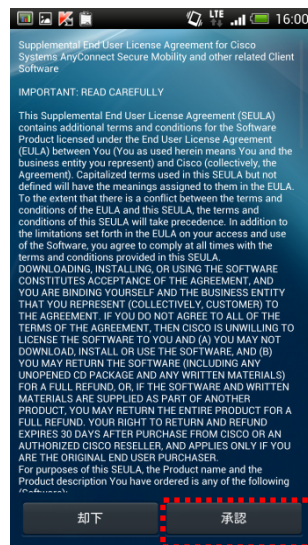 LTE 16:00
Supplemental End User License Agreement for Cisco
Systems AnyConnect Secure Mobility and other related Client
Software
IMPORTANT: READ CAREFULLY
This Supplemental End User License Agreement (SEULA)
contains additional terms and conditions for the Software
Product licensed under the End User License Agreement
(EULA) between You (You as used herein means You and the
business entity you represent) and Cisco (collectively, the
Agreement). Capitalized terms used in this SEULA but not
defined will have the meanings assigned to them in the EULA.
To the extent that there is a conflict between the terms and
conditions of the EULA and this SEULA, the terms and
conditions of this SEULA will take precedence. In addition to
the limitations set forth in the EULA on your access and use
of the Software, you agree to comply at all times with the
terms and conditions provided in this SEULA.
DOWNLOADING, INSTALLING, OR USING THE SOFTWARE
CONSTITUTES ACCEPTANCE OF THE AGREEMENT, AND
YOU ARE BINDING YOURSELF AND THE BUSINESS ENTITY
THAT YOU REPRESENT (COLLECTIVELY, CUSTOMER) TO
THE AGREEMENT. IF YOU DO NOT AGREE TO ALL OF THE
TERMS OF THE AGREEMENT, THEN CISCO IS UNWILLING TO
LICENSE THE SOFTWARE TO YOU AND (A) YOU MAY NOT
DOWNLOAD, INSTALL OR USE THE SOFTWARE, AND (B)
YOU MAY RETURN THE SOFTWARE (INCLUDING ANY
UNOPENED CD PACKAGE AND ANY WRITTEN MATERIALS)
FOR A FULL REFUND, OR, IF THE SOFTWARE AND WRITTEN
MATERIALS ARE SUPPLIED AS PART OF ANOTHER
PRODUCT, YOU MAY RETURN THE ENTIRE PRODUCT FOR A
FULL REFUND. YOUR RIGHT TO RETURN AND REFUND
EXPIRES 30 DAYS AFTER PURCHASE FROM CISCO OR AN
AUTHORIZED CISCO RESELLER, AND APPLIES ONLY IF YOU
ARE THE ORIGINAL END USER PURCHASER.
For purposes of this SEULA, the Product name and the
Product description You have ordered is any of the following
(Software):
却下 承認